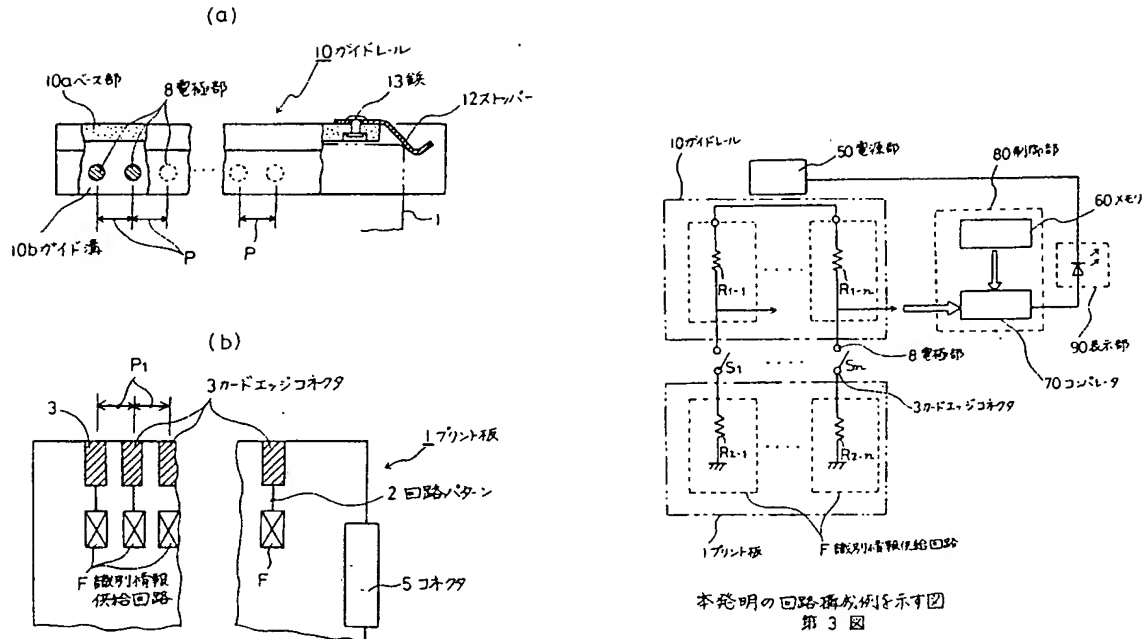 (a)
10ガイドレール
10aベース部
8電極部
13鋲
12ストッパー
10bガイド溝
P
P
1
(b)
P1
3
3カードエッジコネクタ
1プリント板
2回路パターン
F 識別情報
供給回路
F
5コネクタ
10ガイドレール
50電源部
80制御部
60メモリ
R1-1
R1-n
90表示部
8電極部
S1
Sn
70コンパレータ
3カードエッジコネクタ
R2-1
R2-n
F 識別情報供給回路
1プリント板
本発明の回路構成例を示す図
第 3 図